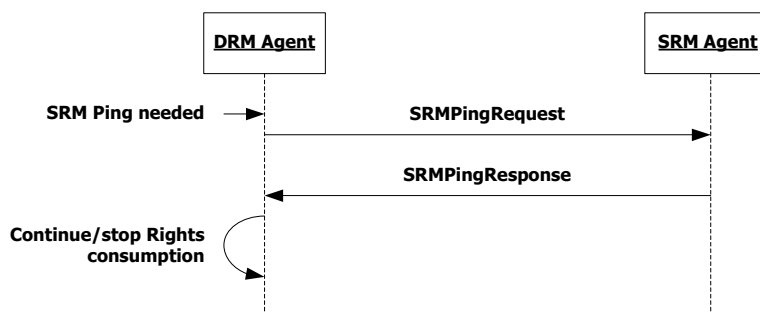 DRM Agent
SRM Agent
SRM Ping needed
SRMPingRequest
SRMPingResponse
Continue/stop Rights
consumption